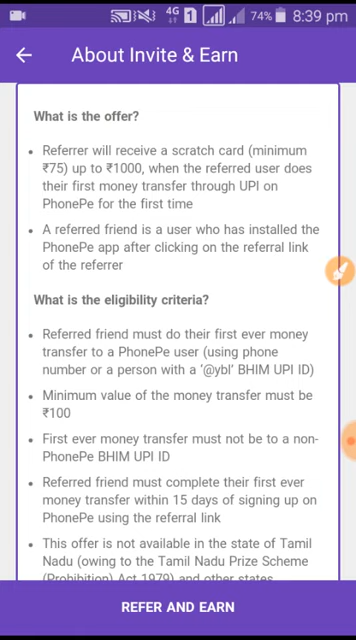 4G 1 74% 8:39 pm
About Invite & Earn
What is the offer?
• Referrer will receive a scratch card (minimum
₹75) up to ₹1000, when the referred user does
their first money transfer through UPI on
PhonePe for the first time
• A referred friend is a user who has installed the
PhonePe app after clicking on the referral link
of the referrer
What is the eligibility criteria?
• Referred friend must do their first ever money
transfer to a PhonePe user (using phone
number or a person with a ‘@ybl’ BHIM UPI ID)
• Minimum value of the money transfer must be
₹100
• First ever money transfer must not be to a non-
PhonePe BHIM UPI ID
• Referred friend must complete their first ever
money transfer within 15 days of signing up on
PhonePe using the referral link
• This offer is not available in the state of Tamil
Nadu (owing to the Tamil Nadu Prize Scheme
(Prohibition) Act 1979) and other states
REFER AND EARN